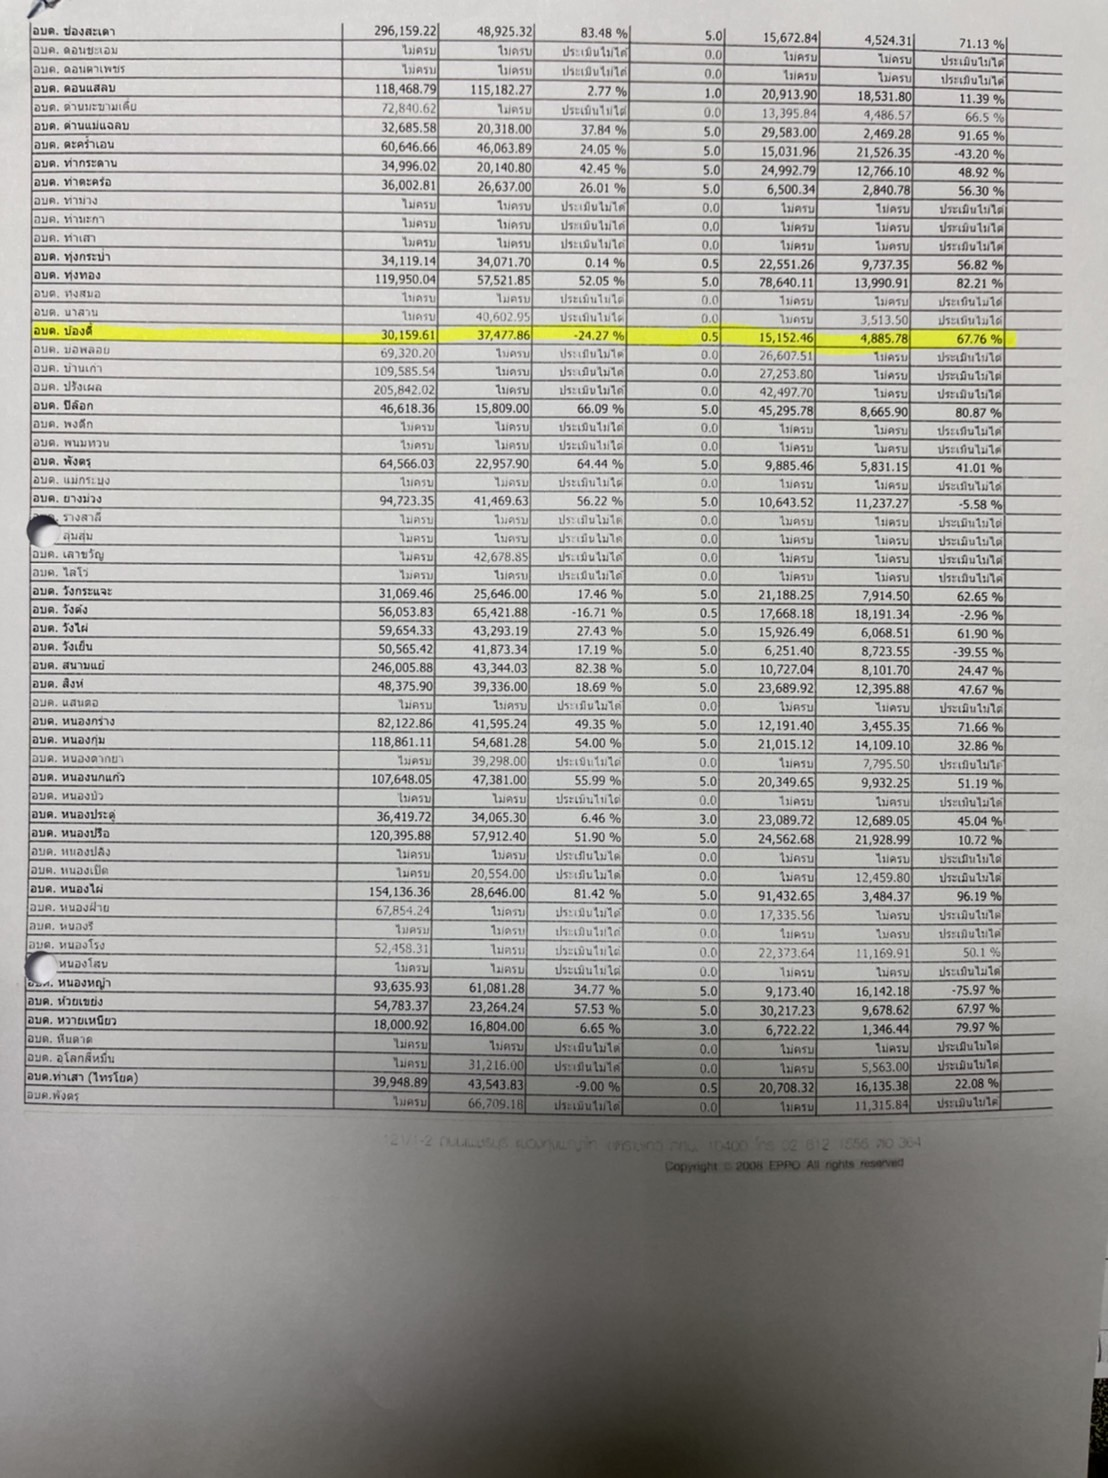 อบต. ช่องสะเดา 296,159.22 48,925.32 83.48 % 5.0 15,672.84 4,524.31 71.13 %
อบต. ดอนชะเอม ไม่ครบ ไม่ครบ ประเมินไม่ได้ 0.0 ไม่ครบ ไม่ครบ ประเมินไม่ได้
อบต. ดอนตาเพชร ไม่ครบ ไม่ครบ ประเมินไม่ได้ 0.0 ไม่ครบ ไม่ครบ ประเมินไม่ได้
อบต. ดอนแสลบ 118,468.79 115,182.27 2.77 % 1.0 20,913.90 18,531.80 11.39 %
อบต. ด่านมะขามเตี้ย 72,840.62 ไม่ครบ ประเมินไม่ได้ 0.0 13,395.84 4,486.57 66.5 %
อบต. ด่านแม่แฉลบ 32,685.58 20,318.00 37.84 % 5.0 29,583.00 2,469.28 91.65 %
อบต. ตะคร้ำเอน 60,646.66 46,063.89 24.05 % 5.0 15,031.96 21,526.35 -43.20 %
อบต. ท่ากระดาน 34,996.02 20,140.80 42.45 % 5.0 24,992.79 12,766.10 48.92 %
อบต. ท่าตะคร้อ 36,002.81 26,637.00 26.01 % 5.0 6,500.34 2,840.78 56.30 %
อบต. ท่าม่วง ไม่ครบ ไม่ครบ ประเมินไม่ได้ 0.0 ไม่ครบ ไม่ครบ ประเมินไม่ได้
อบต. ท่ามะกา ไม่ครบ ไม่ครบ ประเมินไม่ได้ 0.0 ไม่ครบ ไม่ครบ ประเมินไม่ได้
อบต. ท่าเสา ไม่ครบ ไม่ครบ ประเมินไม่ได้ 0.0 ไม่ครบ ไม่ครบ ประเมินไม่ได้
อบต. ทุ่งกระบ่ำ 34,119.14 34,071.70 0.14 % 0.5 22,551.26 9,737.35 56.82 %
อบต. ทุ่งทอง 119,950.04 57,521.85 52.05 % 5.0 78,640.11 13,990.91 82.21 %
อบต. ทุ่งสมอ ไม่ครบ ไม่ครบ ประเมินไม่ได้ 0.0 ไม่ครบ ไม่ครบ ประเมินไม่ได้
อบต. นาสวน ไม่ครบ 40,602.95 ประเมินไม่ได้ 0.0 ไม่ครบ 3,513.50 ประเมินไม่ได้
อบต. บ้องตี้ 30,159.61 37,477.86 -24.27 % 0.5 15,152.46 4,885.78 67.76 %
อบต. บ่อพลอย 69,320.20 ไม่ครบ ประเมินไม่ได้ 0.0 26,607.51 ไม่ครบ ประเมินไม่ได้
อบต. บ้านเก่า 109,585.54 ไม่ครบ ประเมินไม่ได้ 0.0 27,253.80 ไม่ครบ ประเมินไม่ได้
อบต. ปรังเผล 205,842.02 ไม่ครบ ประเมินไม่ได้ 0.0 42,497.70 ไม่ครบ ประเมินไม่ได้
อบต. ปิล๊อก 46,618.36 15,809.00 66.09 % 5.0 45,295.78 8,665.90 80.87 %
อบต. พงตึก ไม่ครบ ไม่ครบ ประเมินไม่ได้ 0.0 ไม่ครบ ไม่ครบ ประเมินไม่ได้
อบต. พนมทวน ไม่ครบ ไม่ครบ ประเมินไม่ได้ 0.0 ไม่ครบ ไม่ครบ ประเมินไม่ได้
อบต. พังตรุ 64,566.03 22,957.90 64.44 % 5.0 9,885.46 5,831.15 41.01 %
อบต. แม่กระบุง ไม่ครบ ไม่ครบ ประเมินไม่ได้ 0.0 ไม่ครบ ไม่ครบ ประเมินไม่ได้
อบต. ยางม่วง 94,723.35 41,469.63 56.22 % 5.0 10,643.52 11,237.27 -5.58 %
รางสาลี่ ไม่ครบ ไม่ครบ ประเมินไม่ได้ 0.0 ไม่ครบ ไม่ครบ ประเมินไม่ได้
ลุ่มสุ่ม ไม่ครบ ไม่ครบ ประเมินไม่ได้ 0.0 ไม่ครบ ไม่ครบ ประเมินไม่ได้
อบต. เลาขวัญ ไม่ครบ 42,678.85 ประเมินไม่ได้ 0.0 ไม่ครบ ไม่ครบ ประเมินไม่ได้
อบต. ไล่โว่ ไม่ครบ ไม่ครบ ประเมินไม่ได้ 0.0 ไม่ครบ ไม่ครบ ประเมินไม่ได้
อบต. วังกระแจะ 31,069.46 25,646.00 17.46 % 5.0 21,188.25 7,914.50 62.65 %
อบต. วังด้ง 56,053.83 65,421.88 -16.71 % 0.5 17,668.18 18,191.34 -2.96 %
อบต. วังไผ่ 59,654.33 43,293.19 27.43 % 5.0 15,926.49 6,068.51 61.90 %
อบต. วังเย็น 50,565.42 41,873.34 17.19 % 5.0 6,251.40 8,723.55 -39.55 %
อบต. สนามแย้ 246,005.88 43,344.03 82.38 % 5.0 10,727.04 8,101.70 24.47 %
อบต. สิงห์ 48,375.90 39,336.00 18.69 % 5.0 23,689.92 12,395.88 47.67 %
อบต. แสนตอ ไม่ครบ ไม่ครบ ประเมินไม่ได้ 0.0 ไม่ครบ ไม่ครบ ประเมินไม่ได้
อบต. หนองกร่าง 82,122.86 41,595.24 49.35 % 5.0 12,191.40 3,455.35 71.66 %
อบต. หนองกุ่ม 118,861.11 54,681.28 54.00 % 5.0 21,015.12 14,109.10 32.86 %
อบต. หนองตากยา ไม่ครบ 39,298.00 ประเมินไม่ได้ 0.0 ไม่ครบ 7,795.50 ประเมินไม่ได้
อบต. หนองนกแก้ว 107,648.05 47,381.00 55.99 % 5.0 20,349.65 9,932.25 51.19 %
อบต. หนองบัว ไม่ครบ ไม่ครบ ประเมินไม่ได้ 0.0 ไม่ครบ ไม่ครบ ประเมินไม่ได้
อบต. หนองประดู่ 36,419.72 34,065.30 6.46 % 3.0 23,089.72 12,689.05 45.04 %
อบต. หนองปรือ 120,395.88 57,912.40 51.90 % 5.0 24,562.68 21,928.99 10.72 %
อบต. หนองปลิง ไม่ครบ ไม่ครบ ประเมินไม่ได้ 0.0 ไม่ครบ ไม่ครบ ประเมินไม่ได้
อบต. หนองเป็ด ไม่ครบ 20,554.00 ประเมินไม่ได้ 0.0 ไม่ครบ 12,459.80 ประเมินไม่ได้
อบต. หนองไผ่ 154,136.36 28,646.00 81.42 % 5.0 91,432.65 3,484.37 96.19 %
อบต. หนองฝ้าย 67,854.24 ไม่ครบ ประเมินไม่ได้ 0.0 17,335.56 ไม่ครบ ประเมินไม่ได้
อบต. หนองรี ไม่ครบ ไม่ครบ ประเมินไม่ได้ 0.0 ไม่ครบ ไม่ครบ ประเมินไม่ได้
อบต. หนองโรง 52,458.31 ไม่ครบ ประเมินไม่ได้ 0.0 22,373.64 11,169.91 50.1 %
หนองโสน ไม่ครบ ไม่ครบ ประเมินไม่ได้ 0.0 ไม่ครบ ไม่ครบ ประเมินไม่ได้
อบต. หนองหญ้า 93,635.93 61,081.28 34.77 % 5.0 9,173.40 16,142.18 -75.97 %
อบต. ห้วยเขย่ง 54,783.37 23,264.24 57.53 % 5.0 30,217.23 9,678.62 67.97 %
อบต. หวายเหนียว 18,000.92 16,804.00 6.65 % 3.0 6,722.22 1,346.44 79.97 %
อบต. หินดาด ไม่ครบ ไม่ครบ ประเมินไม่ได้ 0.0 ไม่ครบ ไม่ครบ ประเมินไม่ได้
อบต. อุโลกสี่หมื่น ไม่ครบ 31,216.00 ประเมินไม่ได้ 0.0 ไม่ครบ 5,563.00 ประเมินไม่ได้
อบต.ท่าเสา (ไทรโยค) 39,948.89 43,543.83 -9.00 % 0.5 20,708.32 16,135.38 22.08 %
อบต.พังตรุ ไม่ครบ 66,709.18 ประเมินไม่ได้ 0.0 ไม่ครบ 11,315.84 ประเมินไม่ได้
Copyright © 2008 EPPO All rights reserved